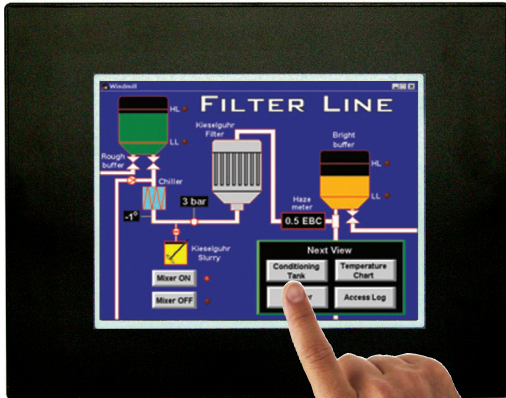 Windmill
FILTER LINE
HL
LL
Rough
buffer
Kieselguhr
Filter
Bright
buffer
HL
LL
Chiller
3 bar
-1°
Haze
meter
0.5 EBC
Kieselguhr
Slurry
Mixer ON
Mixer OFF
Next View
Conditioning
Tank
Temperature
Chart
Access Log